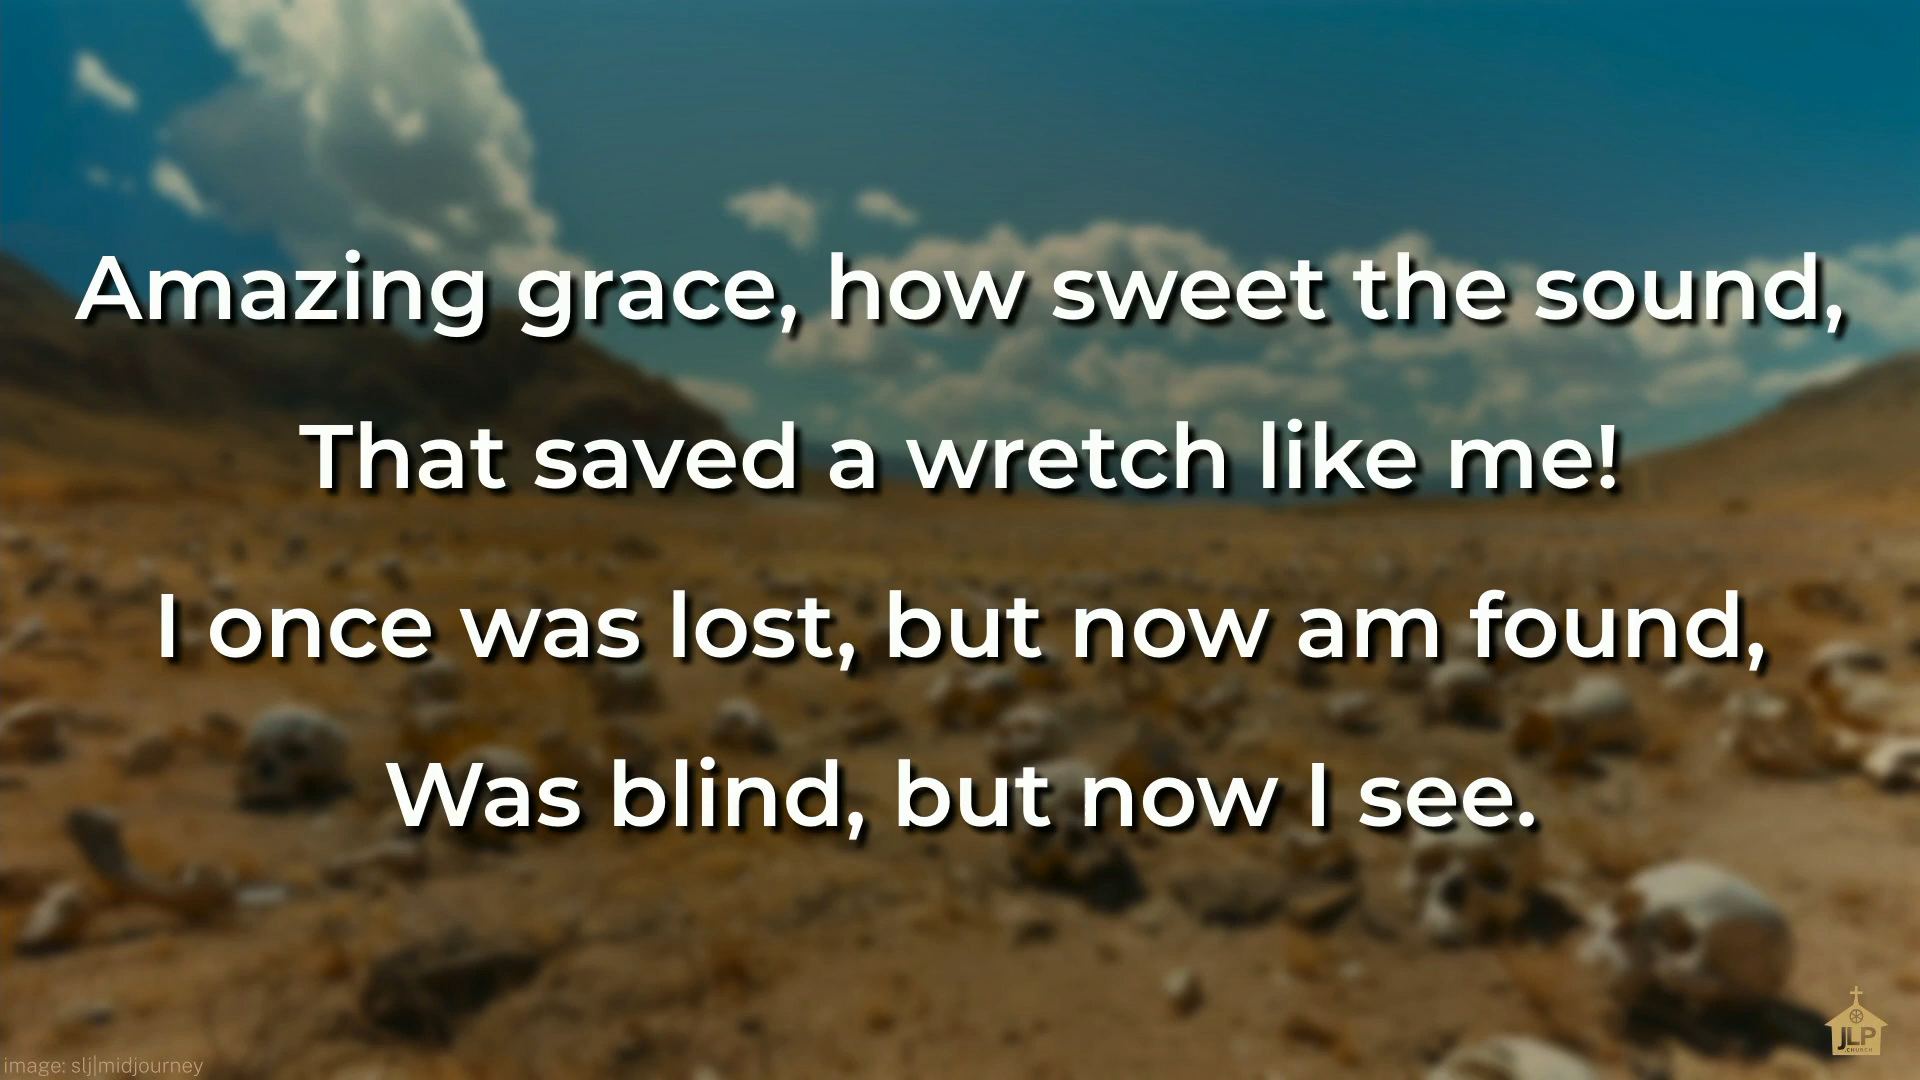 Amazing grace, how sweet the sound,
That saved a wretch like me!
I once was lost, but now am found,
Was blind, but now I see.
image: slj|midjourney
JLP
.CHURCH